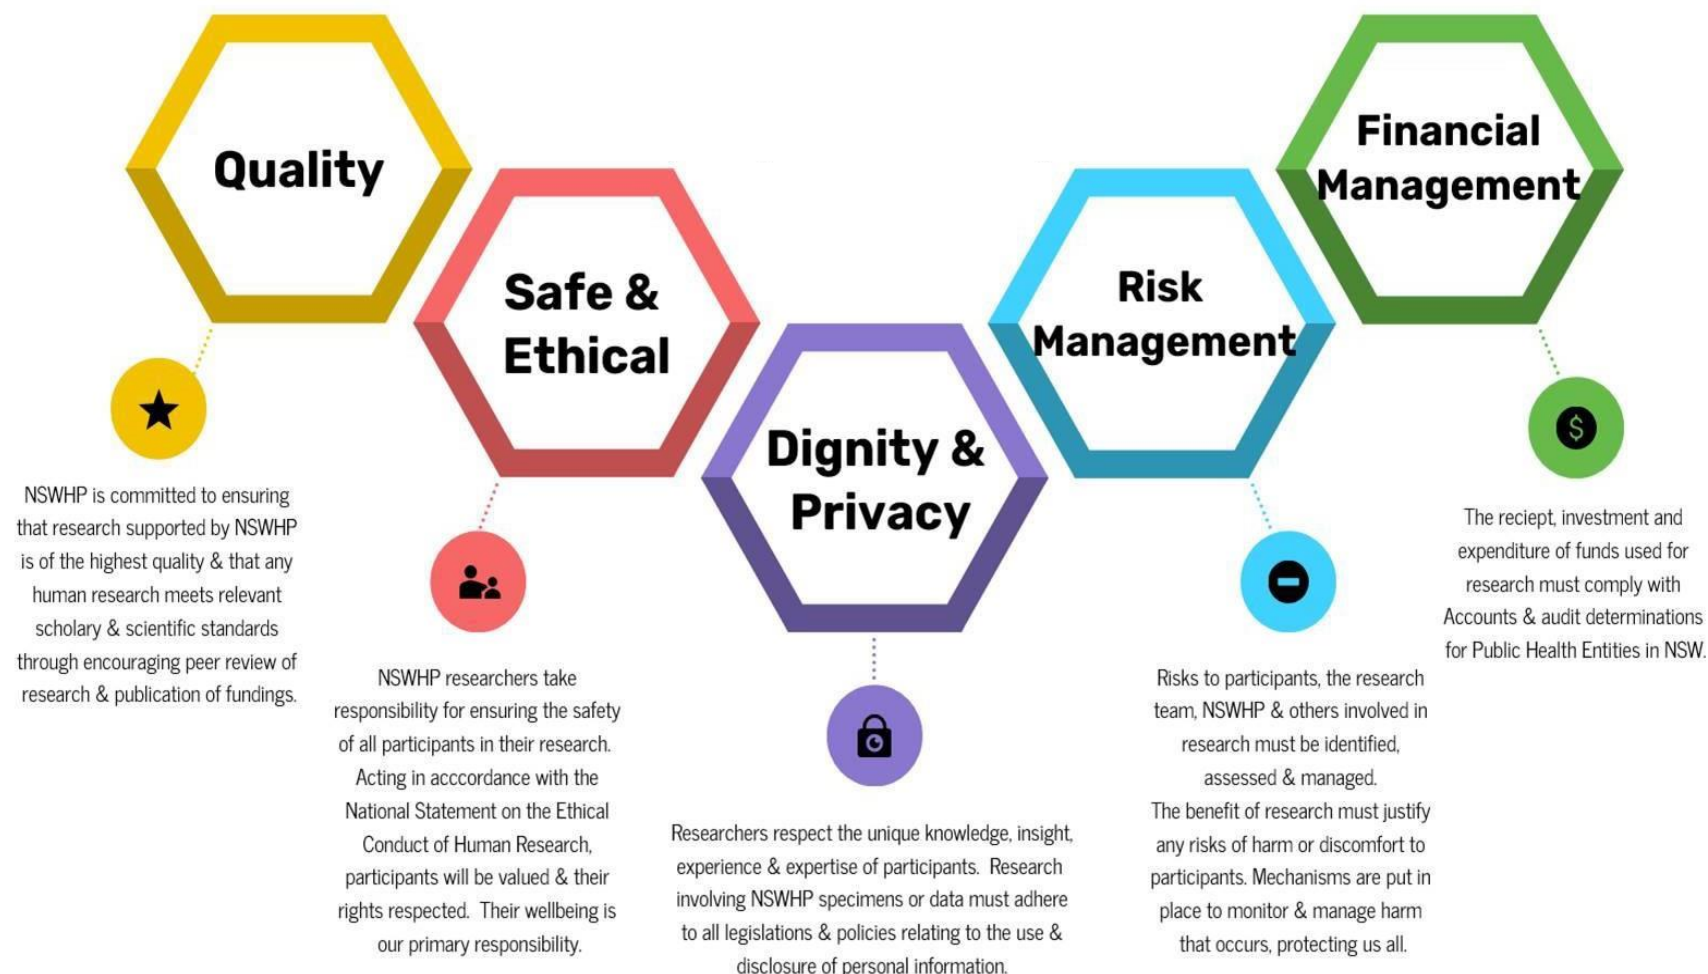 Quality
NSWHP is committed to ensuring
that research supported by NSWHP
is of the highest quality & that any
human research meets relevant
scholary & scientific standards
through encouraging peer review of
research & publication of fundings.
Safe &
Ethical
NSWHP researchers take
responsibility for ensuring the safety
of all participants in their research.
Acting in acccordance with the
National Statement on the Ethical
Conduct of Human Research,
participants will be valued & their
rights respected. Their wellbeing is
our primary responsibility.
Dignity &
Privacy
Researchers respect the unique knowledge, insight,
experience & expertise of participants. Research
involving NSWHP specimens or data must adhere
to all legislations & policies relating to the use &
disclosure of personal information.
Risk
Management
Risks to participants, the research
team, NSWHP & others involved in
research must be identified,
assessed & managed.
The benefit of research must justify
any risks of harm or discomfort to
participants. Mechanisms are put in
place to monitor & manage harm
that occurs, protecting us all.
Financial
Management
$
The reciept, investment and
expenditure of funds used for
research must comply with
Accounts & audit determinations
for Public Health Entities in NSW.